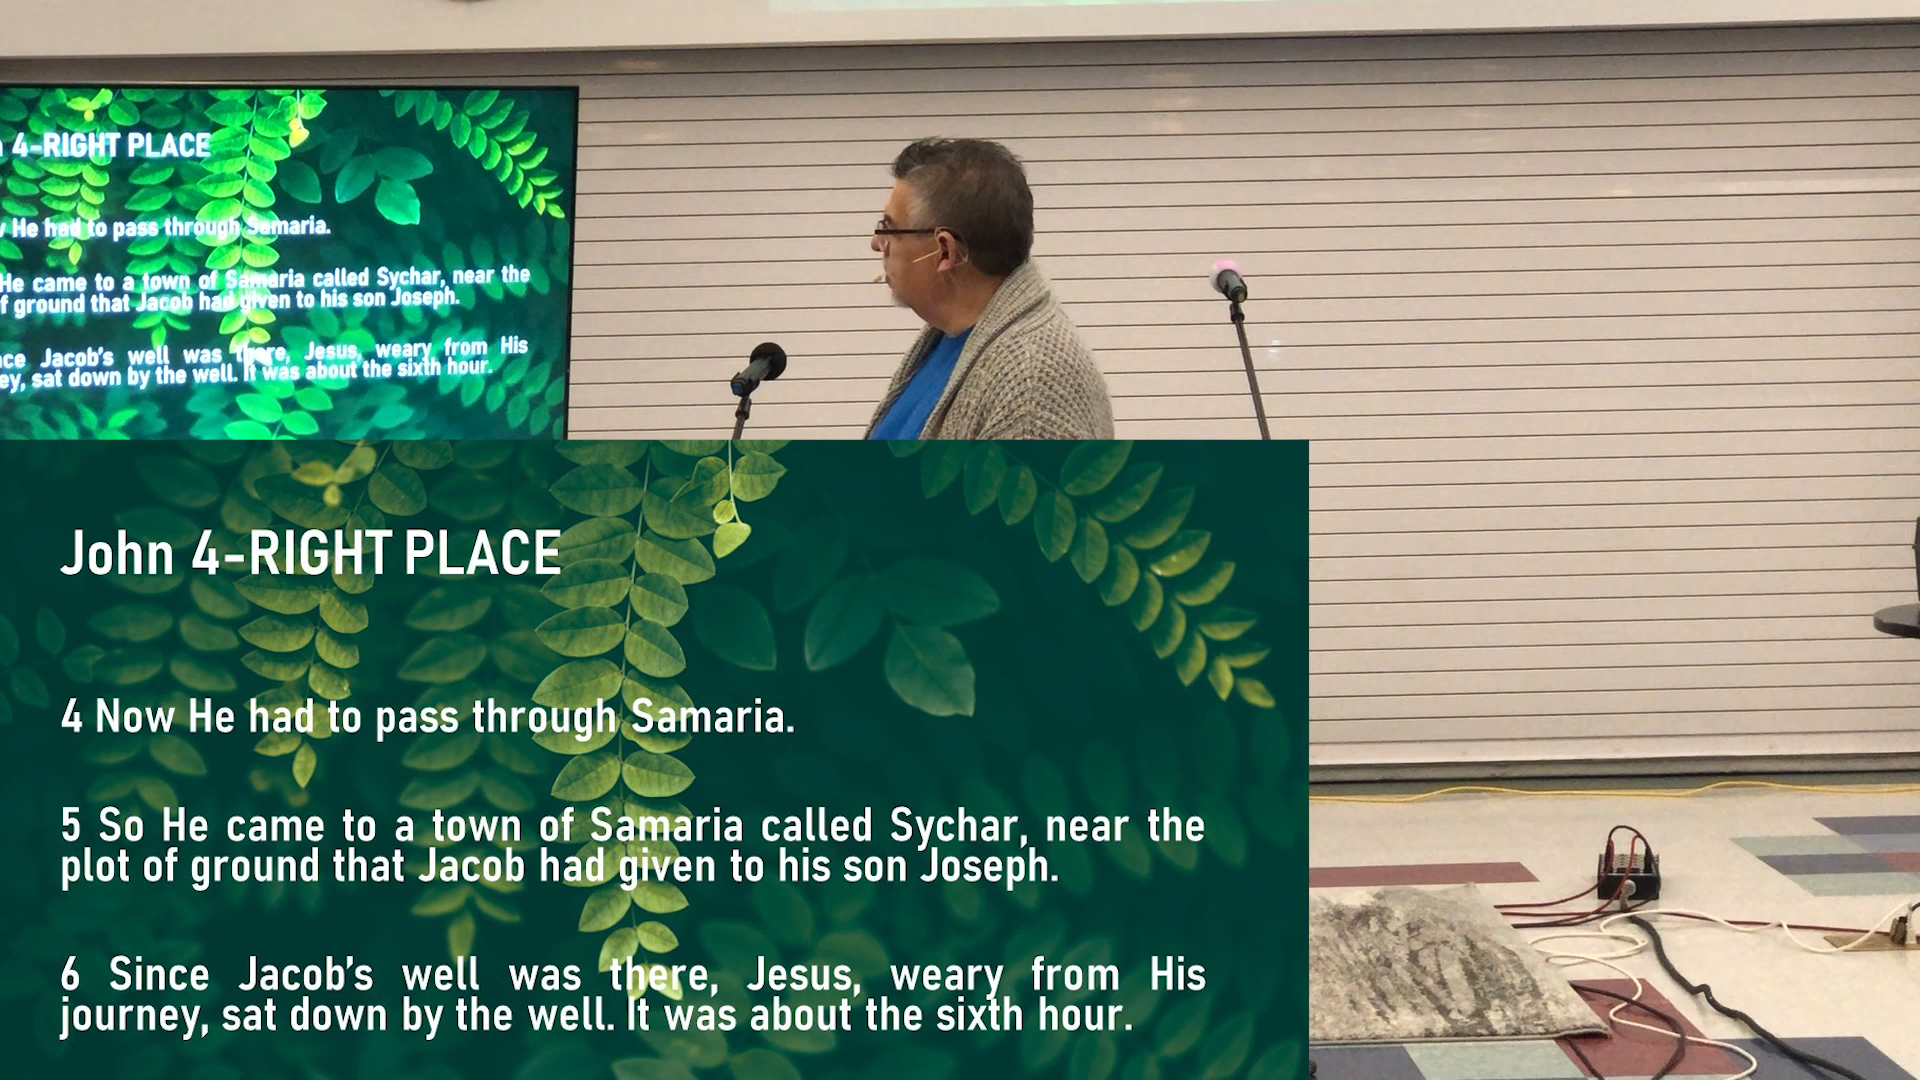 4-RIGHT PLACE
He had to pass through Samaria.
He came to a town of Samaria called Sychar, near the
of ground that Jacob had given to his son Joseph.
Jacob’s well was there, Jesus, weary from His
sat down by the well. It was about the sixth hour.
John 4-RIGHT PLACE
4 Now He had to pass through Samaria.
5 So He came to a town of Samaria called Sychar, near the
plot of ground that Jacob had given to his son Joseph.
6 Since Jacob’s well was there, Jesus, weary from His
journey, sat down by the well. It was about the sixth hour.